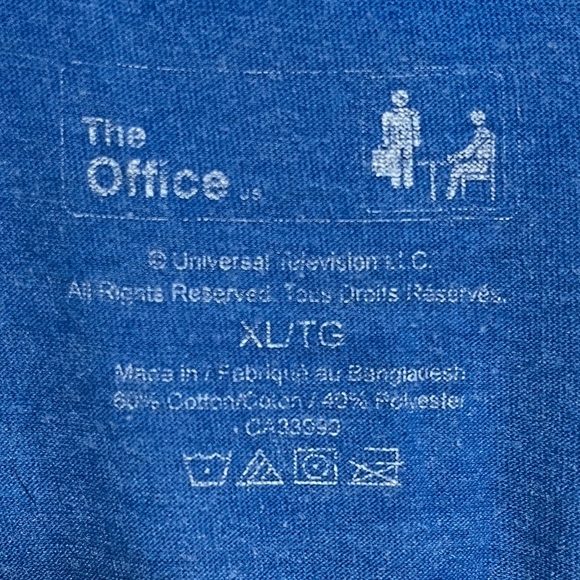 The
Office US
© Universal Television LLC.
All Rights Reserved. Tous Droits Réservés.
XL/TG
Made in / Fabriqué au Bangladesh
60% Cotton/Coton / 40% Polyester